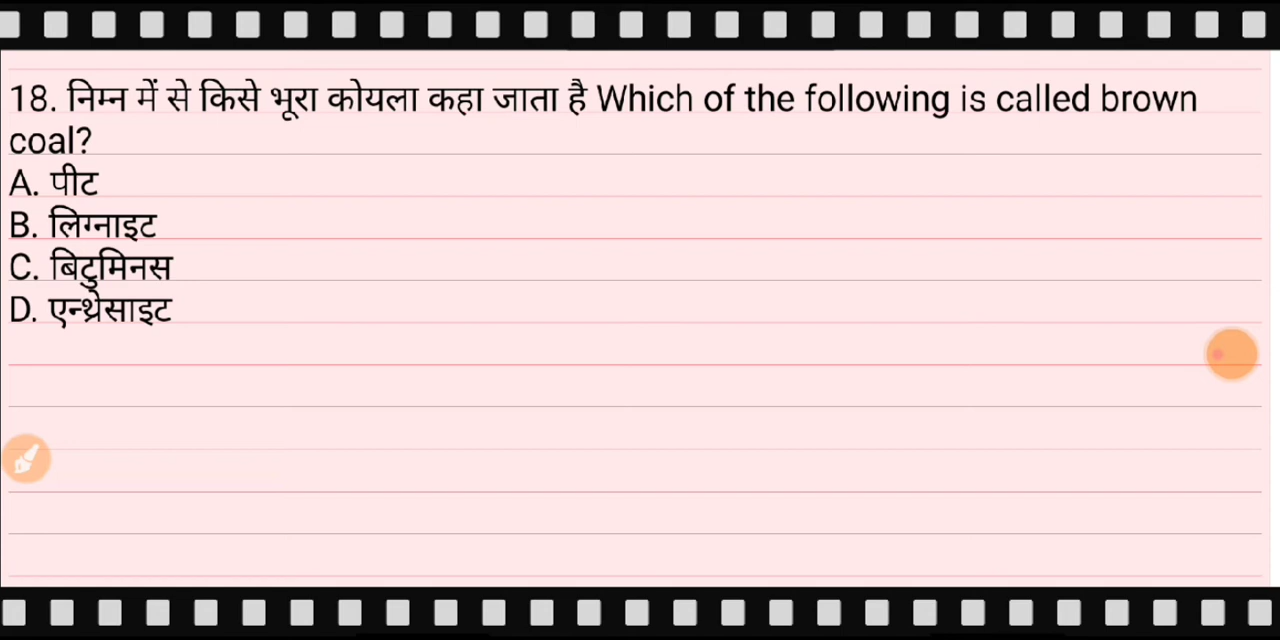 18. निम्न में से किसे भूरा कोयला कहा जाता है Which of the following is called brown
coal?
A. पीट
B. लिग्नाइट
C. बिटुमिनस
D. एन्थ्रेसाइट